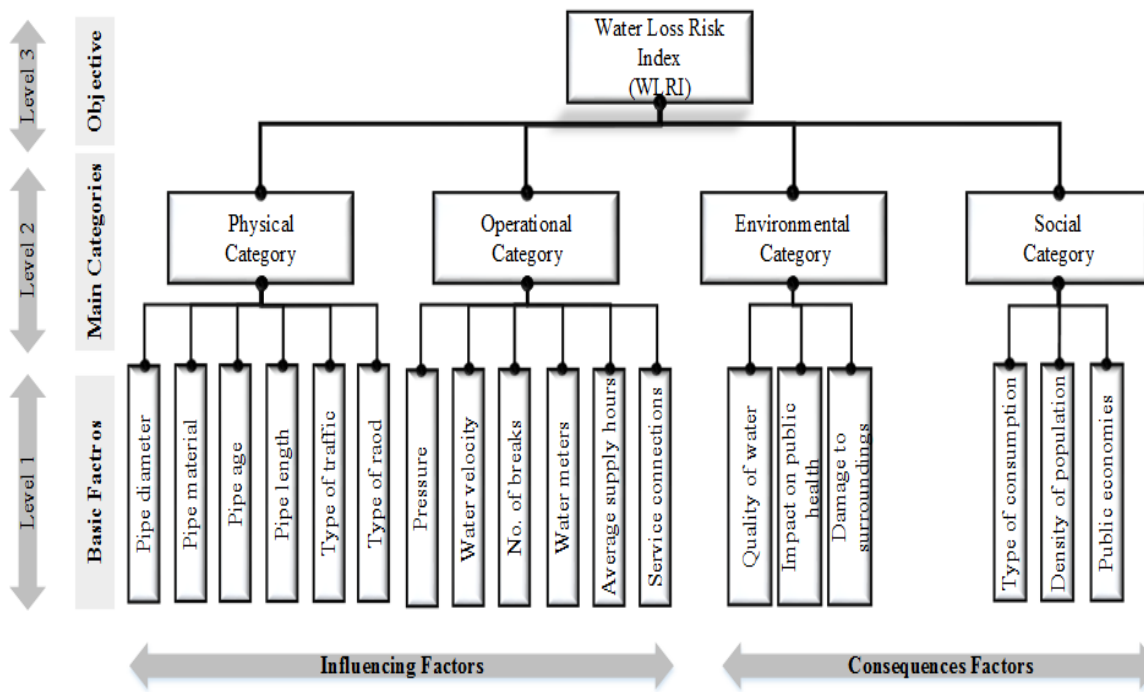 Water Loss Risk
Index
(WLRI)
Level 3
Objective
Level 2
Main Categories
Physical
Category
Operational
Category
Environmental
Category
Social
Category
Level 1
Basic Factros
Pipe diameter
Pipe material
Pipe age
Pipe length
Type of traffic
Type of raod
Pressure
Water velocity
No. of breaks
Water meters
Average supply hours
Service connections
Quality of water
Impact on public
health
Damage to
surroundings
Type of consumption
Density of population
Public economies
Influencing Factors
Consequences Factors